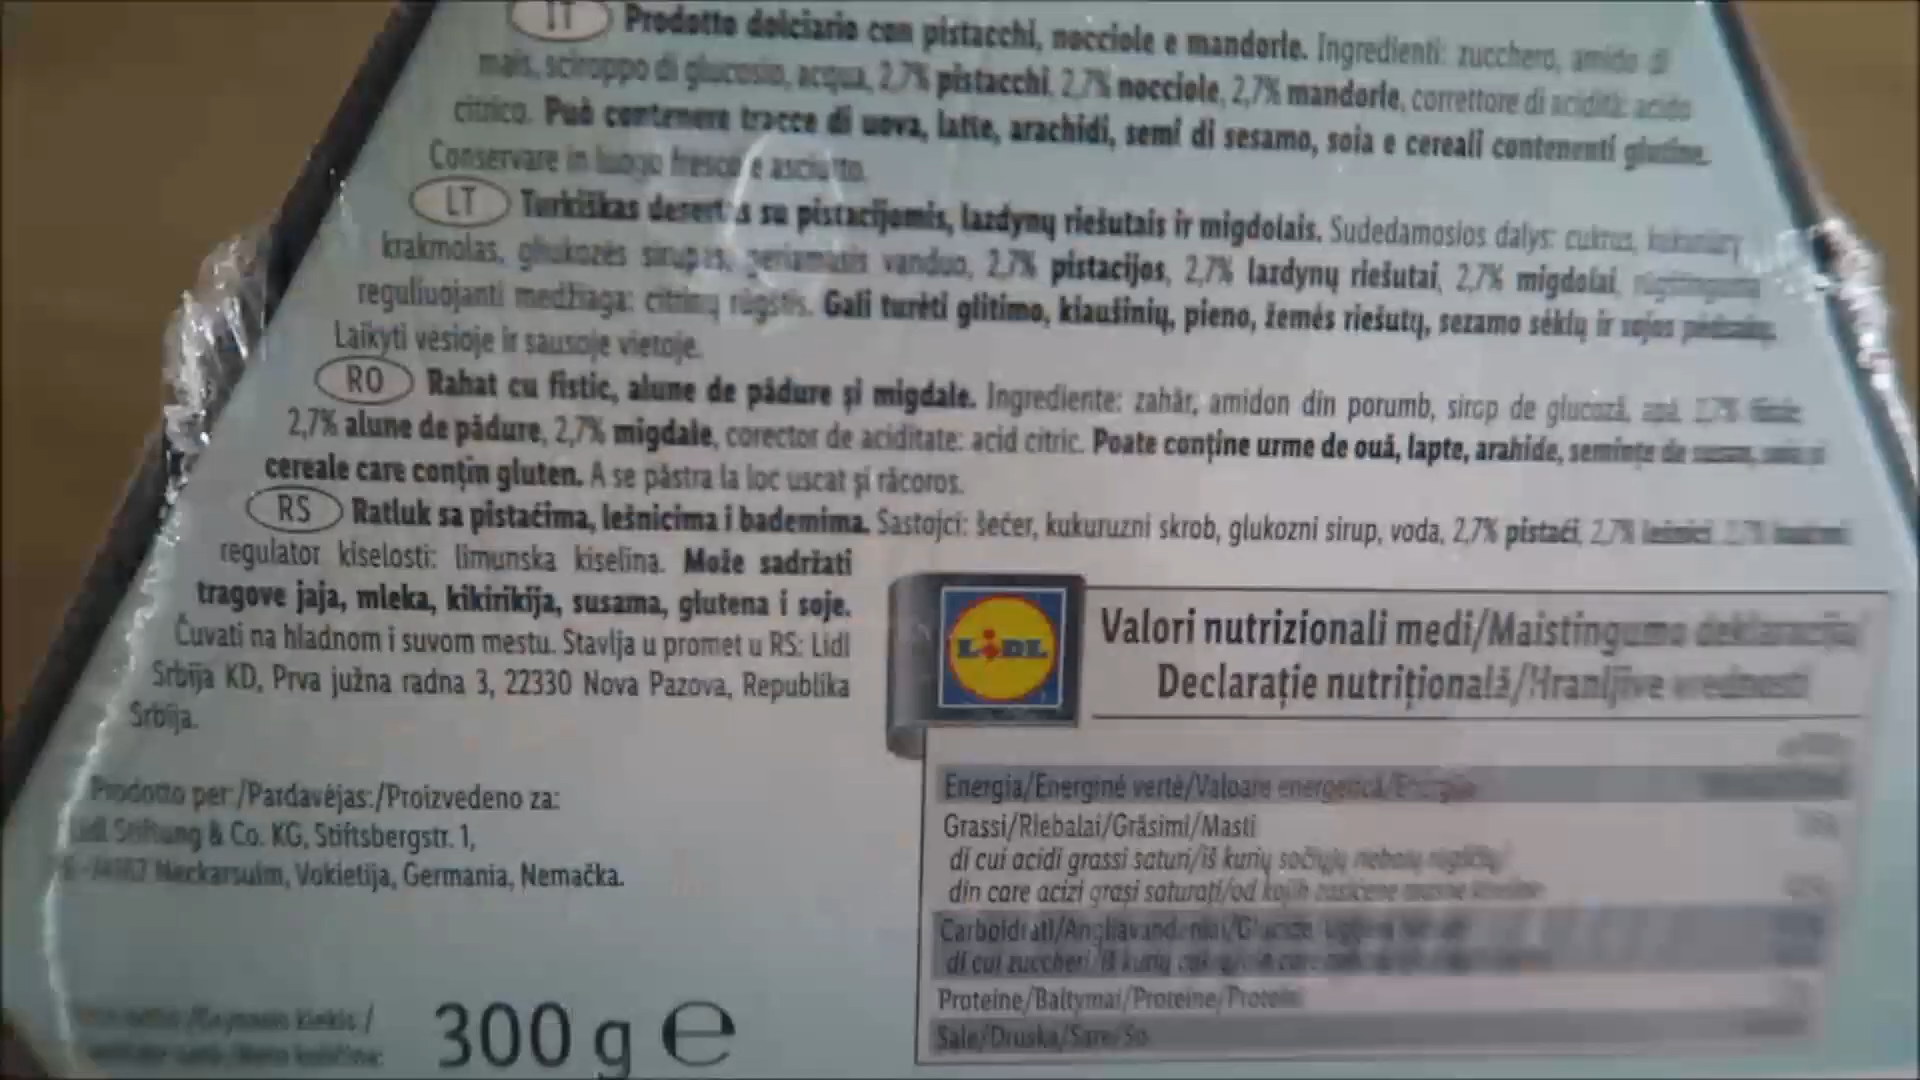 IT Prodotto dolciario con pistacchi, nocciole e mandorle. Ingredienti: zucchero, amido di
mais, sciroppo di glucosio, acqua, 2,7% pistacchi, 2,7% nocciole, 2,7% mandorle, correttore di acidità: acido
citrico. Può contenere tracce di uova, latte, arachidi, semi di sesamo, soia e cereali contenenti glutine.
Conservare in luogo fresco e asciutto.
LT Turkiškas desertas su pistacijomis, lazdynų riešutais ir migdolais. Sudedamosios dalys: cukrus,
krakmolas, gliukozės sirupas, geriamasis vanduo, 2,7% pistacijos, 2,7% lazdynų riešutai, 2,7% migdolai,
reguliuojanti medžiaga: citrinų rūgštis. Gali turėti glitimo, kiaušinių, pieno, žemės riešutų, sezamo sėklų ir sojos
Laikyti vėsioje ir sausoje vietoje.
RO Rahat cu fistic, alune de pădure și migdale. Ingrediente: zahăr, amidon din porumb, sirop de glucoză,
2,7% alune de pădure, 2,7% migdale, corector de aciditate: acid citric. Poate conține urme de ouă, lapte, arahide, semințe de
cereale care conțin gluten. A se păstra la loc uscat și răcoros.
RS Ratluk sa pistaćima, lešnicima i bademima. Sastojci: šećer, kukuruzni skrob, glukozni sirup, voda, 2,7% pistaći, 2,7%
regulator kiselosti: limunska kiselina. Može sadržati
tragove jaja, mleka, kikirikija, susama, glutena i soje.
Čuvati na hladnom i suvom mestu. Stavlja u promet u RS: Lidl
Srbija KD, Prva južna radna 3, 22330 Nova Pazova, Republika
Srbija.
Prodotto per:/Pardavėjas:/Proizvedeno za:
Lidl Stiftung & Co. KG, Stiftsbergstr. 1,
Neckarsulm, Vokietija, Germania, Nemačka.
300 g e
LIDL
Valori nutrizionali medi/Maistingumo
Declarație nutrițională/Hranljive
Energia/Energinė vertė/Valoare energetică/
Grassi/Riebalai/Grăsimi/Masti
di cui acidi grassi saturi/iš kurių sočiųjų
din care acizi grași saturați/od kojih
Carboidrati/
di cui zuccheri/iš kurių
Proteine/Baltymai/Proteine/
Sale/Druska/Sare/So